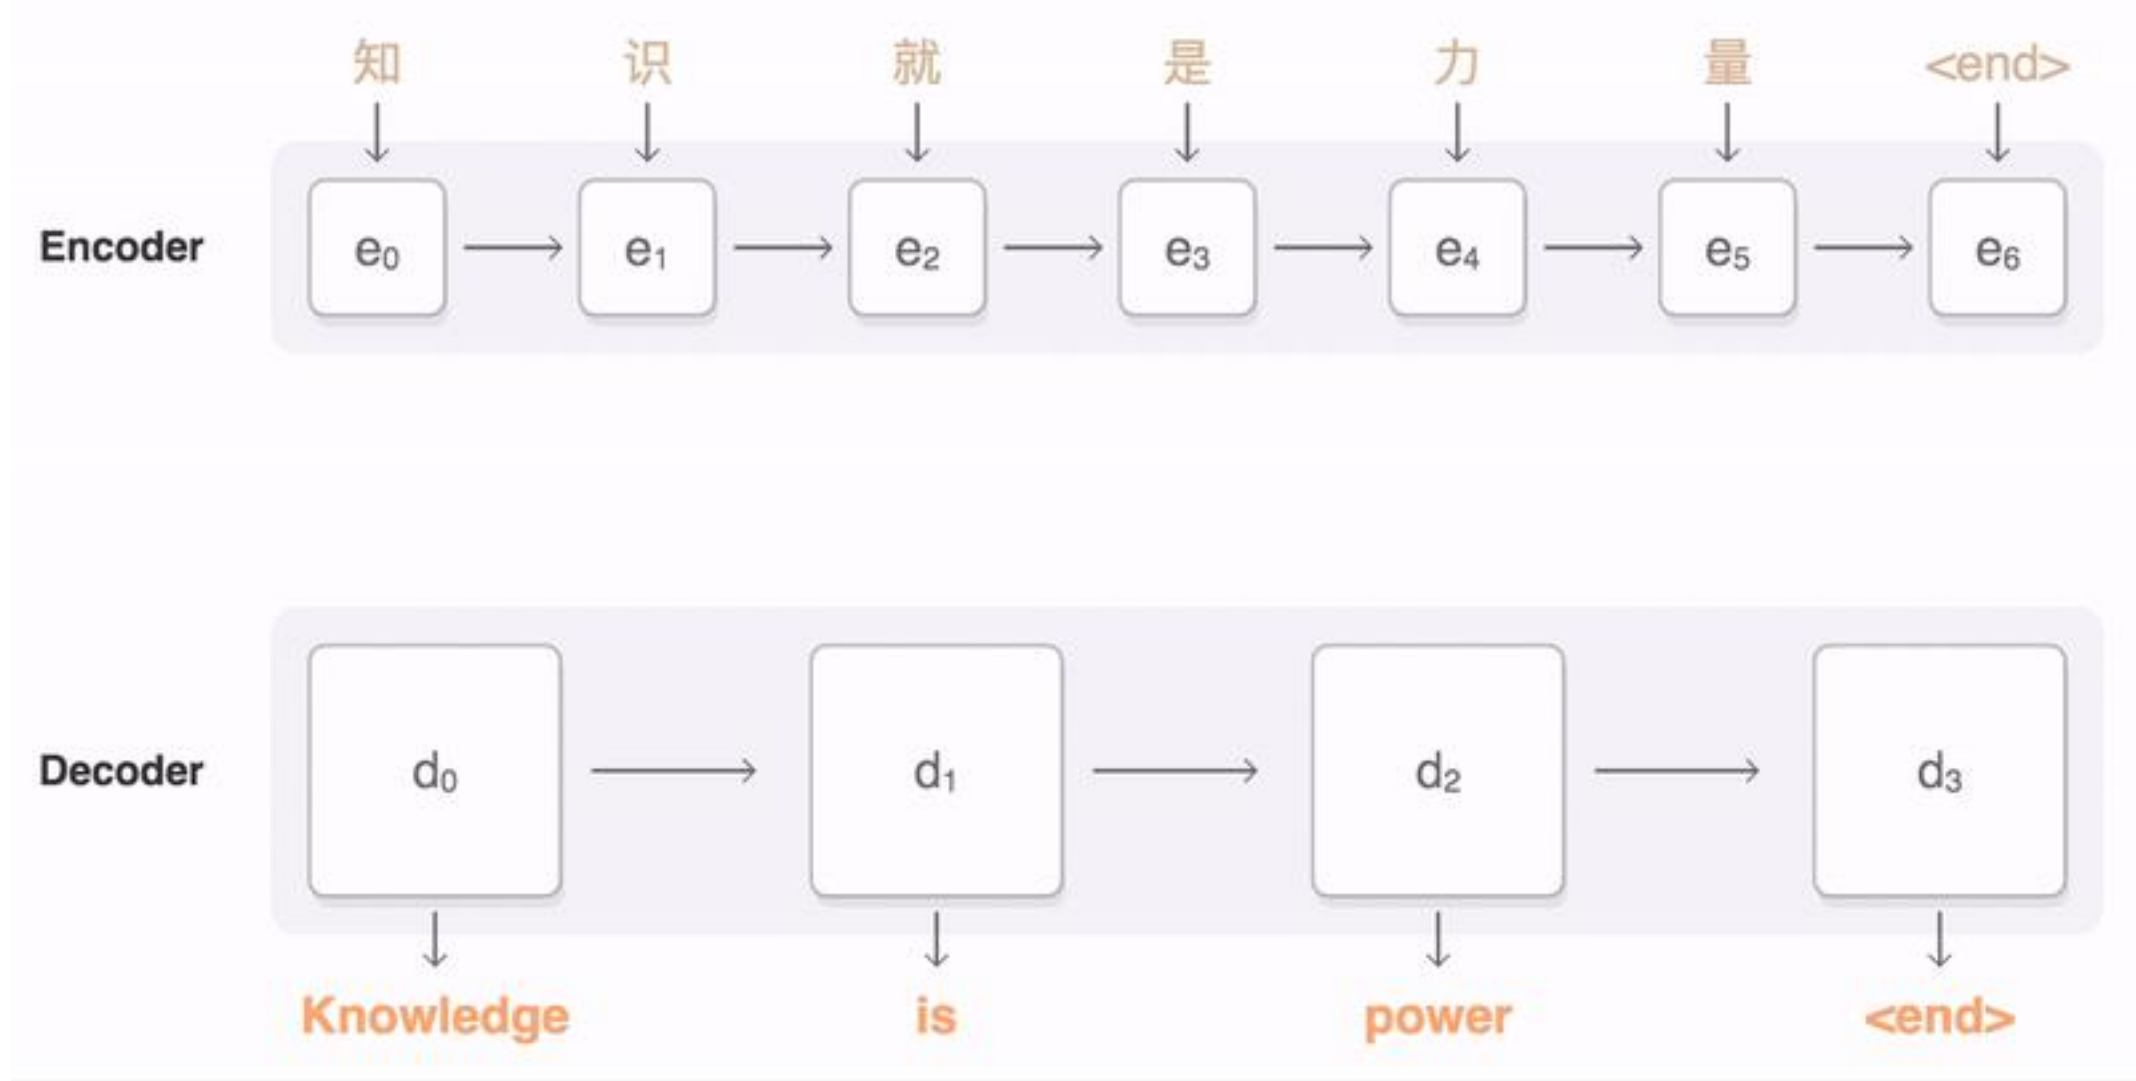 知 识 就 是 力 量 <end>
Encoder e₀ e₁ e₂ e₃ e₄ e₅ e₆
Decoder d₀ d₁ d₂ d₃
Knowledge is power <end>